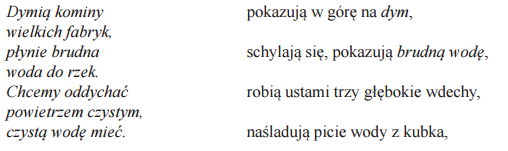 Dymią kominy pokazują w górę na dym,
wielkich fabryk,
płynie brudna schylają się, pokazują brudną wodę,
woda do rzek.
Chcemy oddychać robią ustami trzy głębokie wdechy,
powietrzem czystym,
czystą wodę mieć. naśladują picie wody z kubka,